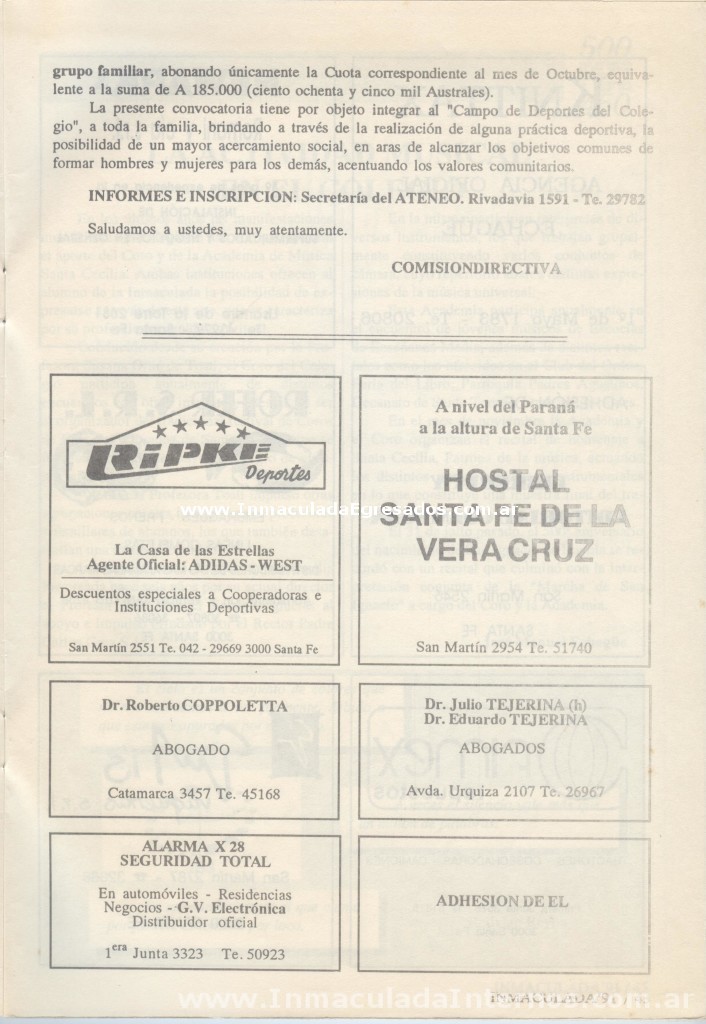 grupo familiar, abonando únicamente la Cuota correspondiente al mes de Octubre, equiva-
lente a la suma de A 185.000 (ciento ochenta y cinco mil Australes).
La presente convocatoria tiene por objeto integrar al "Campo de Deportes del Cole-
gio", a toda la familia, brindando a través de la realización de alguna práctica deportiva, la
posibilidad de un mayor acercamiento social, en aras de alcanzar los objetivos comunes de
formar hombres y mujeres para los demás, acentuando los valores comunitarios.
INFORMES E INSCRIPCION: Secretaría del ATENEO. Rivadavia 1591 - Te. 29782
Saludamos a ustedes, muy atentamente.
COMISIONDIRECTIVA
RIPKE
Deportes
La Casa de las Estrellas
Agente Oficial: ADIDAS - WEST
Descuentos especiales a Cooperadoras e
Instituciones Deportivas
San Martín 2551 Te. 042 - 29669 3000 Santa Fe
A nivel del Paraná
a la altura de Santa Fe
HOSTAL
SANTA FE DE LA
VERA CRUZ
San Martín 2954 Te. 51740
www.InmaculadaEgresados.com.ar
Dr. Roberto COPPOLETTA
ABOGADO
Catamarca 3457 Te. 45168
Dr. Julio TEJERINA (h)
Dr. Eduardo TEJERINA
ABOGADOS
Avda. Urquiza 2107 Te. 26967
ALARMA X 28
SEGURIDAD TOTAL
En automóviles - Residencias
Negocios - G.V. Electrónica
Distribuidor oficial
1era Junta 3323 Te. 50923
ADHESION DE EL
www.InmaculadaInternos.com.ar